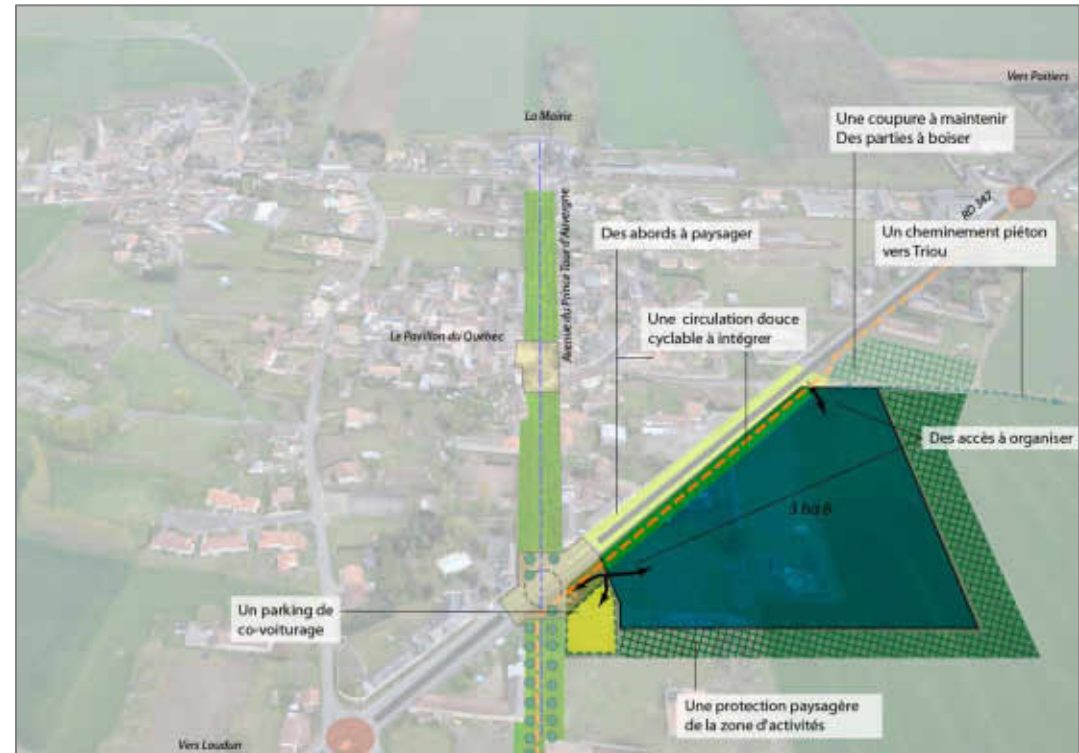 Vers Poitiers
Une coupure à maintenir
Des parties à boiser
La Mairie
RD 347
Avenue du Prince Tour d'Auvergne
Des abords à paysager
Un cheminement piéton
vers Triou
Une circulation douce
cyclable à intégrer
Le Pavillon du Québec
Des accès à organiser
3 ha 6
Un parking de
co-voiturage
Une protection paysagère
de la zone d'activités
Vers Loudun